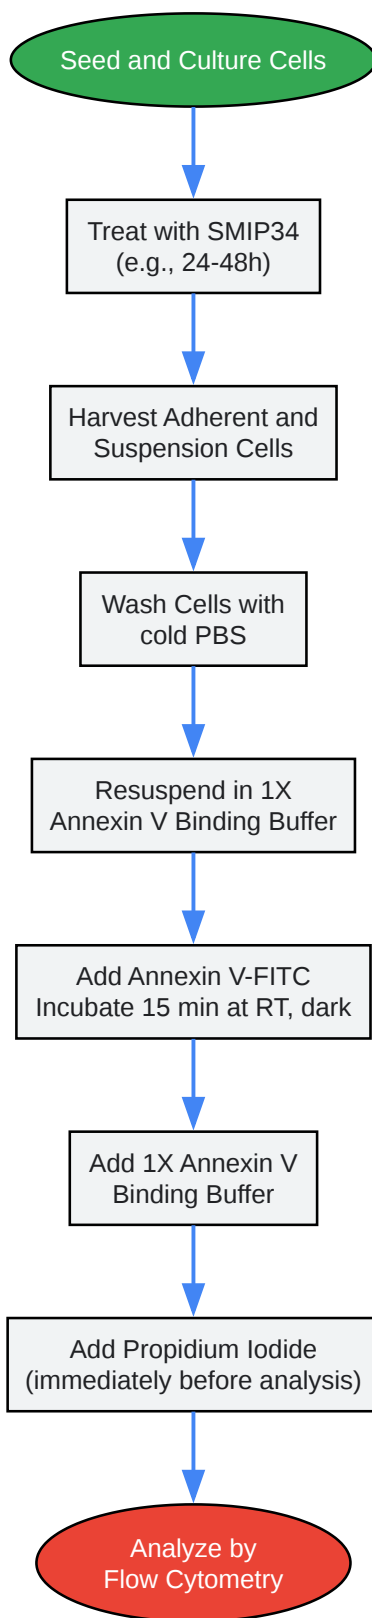 Seed and Culture Cells
Treat with SMIP34
(e.g., 24-48h)
Harvest Adherent and
Suspension Cells
Wash Cells with
cold PBS
Resuspend in 1X
Annexin V Binding Buffer
Add Annexin V-FITC
Incubate 15 min at RT, dark
Add 1X Annexin V
Binding Buffer
Add Propidium Iodide
(immediately before analysis)
Analyze by
Flow Cytometry